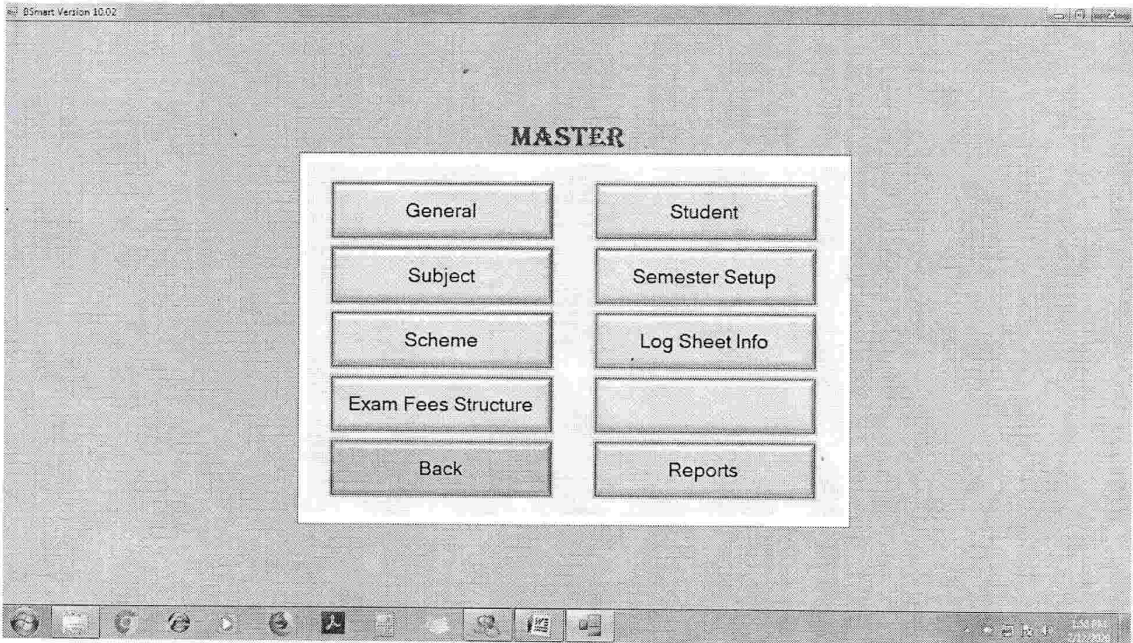 BSmart Version 10.02
MASTER
General
Student
Subject
Semester Setup
Scheme
Log Sheet Info
Exam Fees Structure
Back
Reports